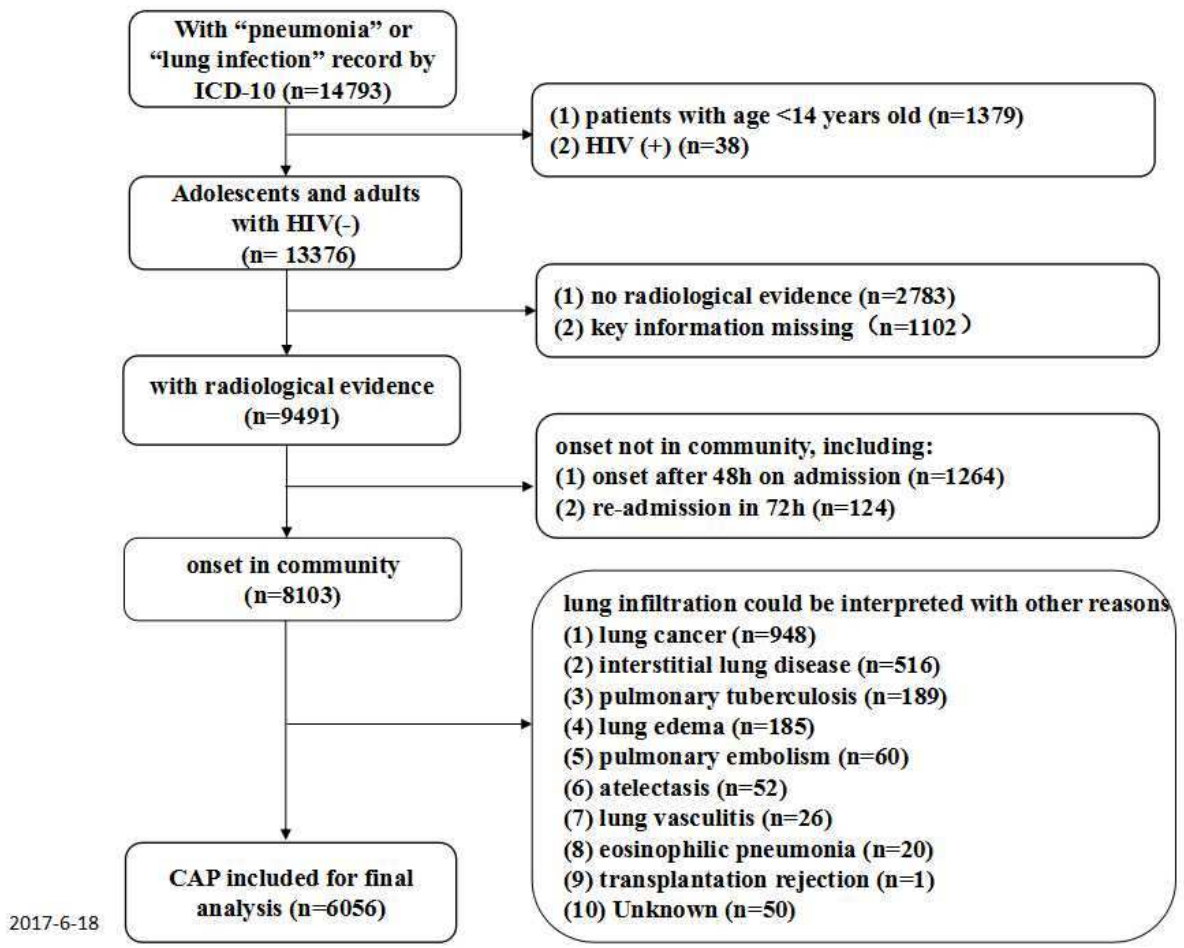 With “pneumonia” or
“lung infection” record by
ICD-10 (n=14793)
(1) patients with age <14 years old (n=1379)
(2) HIV (+) (n=38)
Adolescents and adults
with HIV(-)
(n= 13376)
(1) no radiological evidence (n=2783)
(2) key information missing（n=1102）
with radiological evidence
(n=9491)
onset not in community, including:
(1) onset after 48h on admission (n=1264)
(2) re-admission in 72h (n=124)
onset in community
(n=8103)
lung infiltration could be interpreted with other reasons
(1) lung cancer (n=948)
(2) interstitial lung disease (n=516)
(3) pulmonary tuberculosis (n=189)
(4) lung edema (n=185)
(5) pulmonary embolism (n=60)
(6) atelectasis (n=52)
(7) lung vasculitis (n=26)
(8) eosinophilic pneumonia (n=20)
(9) transplantation rejection (n=1)
(10) Unknown (n=50)
CAP included for final
analysis (n=6056)
2017-6-18